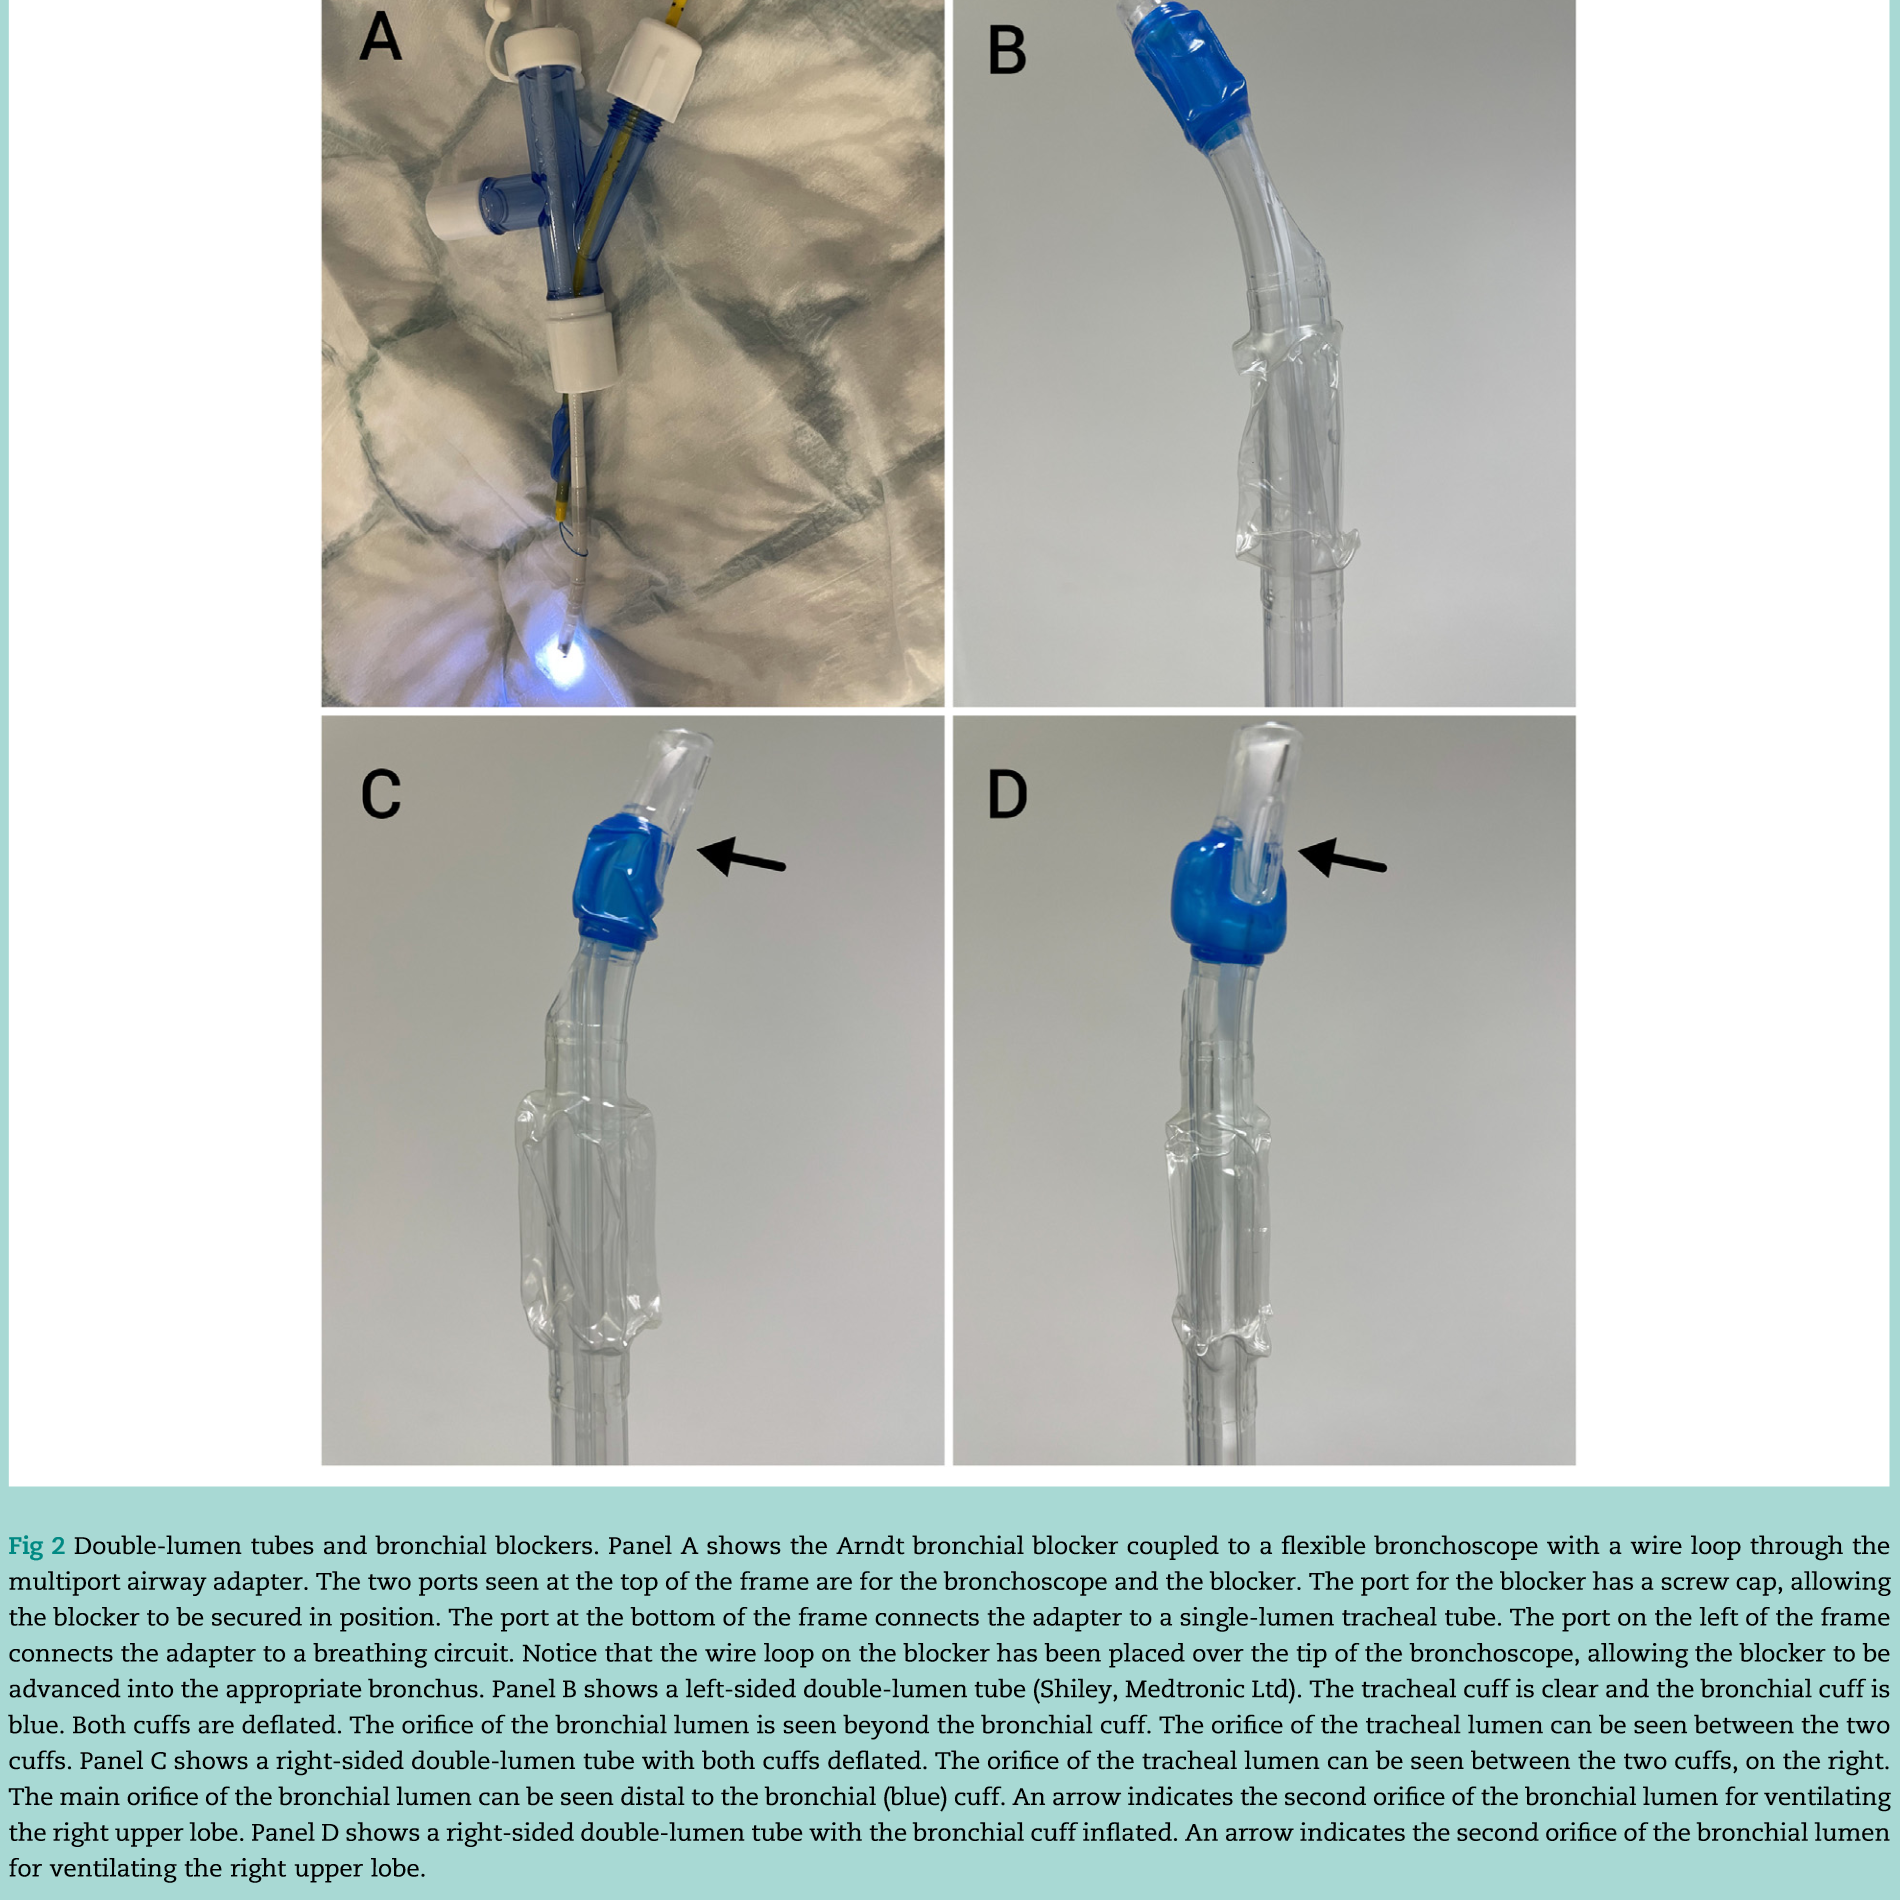 A
B
C
D
Fig 2 Double-lumen tubes and bronchial blockers. Panel A shows the Arndt bronchial blocker coupled to a flexible bronchoscope with a wire loop through the
multiport airway adapter. The two ports seen at the top of the frame are for the bronchoscope and the blocker. The port for the blocker has a screw cap, allowing
the blocker to be secured in position. The port at the bottom of the frame connects the adapter to a single-lumen tracheal tube. The port on the left of the frame
connects the adapter to a breathing circuit. Notice that the wire loop on the blocker has been placed over the tip of the bronchoscope, allowing the blocker to be
advanced into the appropriate bronchus. Panel B shows a left-sided double-lumen tube (Shiley, Medtronic Ltd). The tracheal cuff is clear and the bronchial cuff is
blue. Both cuffs are deflated. The orifice of the bronchial lumen is seen beyond the bronchial cuff. The orifice of the tracheal lumen can be seen between the two
cuffs. Panel C shows a right-sided double-lumen tube with both cuffs deflated. The orifice of the tracheal lumen can be seen between the two cuffs, on the right.
The main orifice of the bronchial lumen can be seen distal to the bronchial (blue) cuff. An arrow indicates the second orifice of the bronchial lumen for ventilating
the right upper lobe. Panel D shows a right-sided double-lumen tube with the bronchial cuff inflated. An arrow indicates the second orifice of the bronchial lumen
for ventilating the right upper lobe.